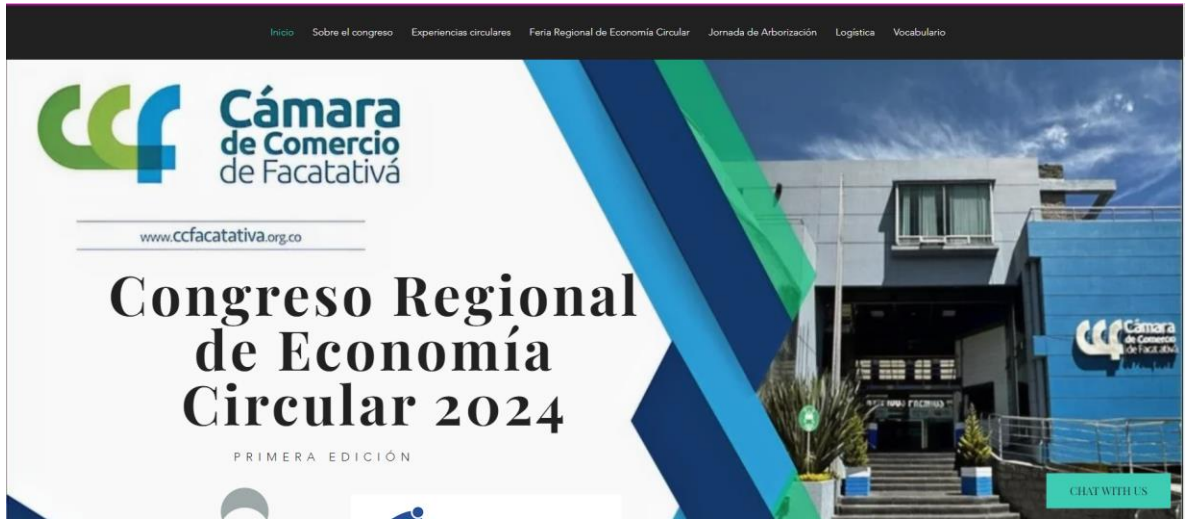 Inicio Sobre el congreso Experiencias circulares Feria Regional de Economía Circular Jornada de Arborización Logística Vocabulario
ccf Cámara
de Comercio
de Facatativá
www.ccfacatativa.org.co
Congreso Regional
de Economía
Circular 2024
PRIMERA EDICIÓN
Cámara
de Comercio
de Facatativá
CHAT WITH US